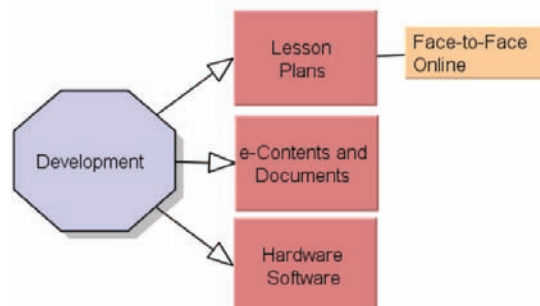 Development
Lesson
Plans
Face-to-Face
Online
e-Contents and
Documents
Hardware
Software